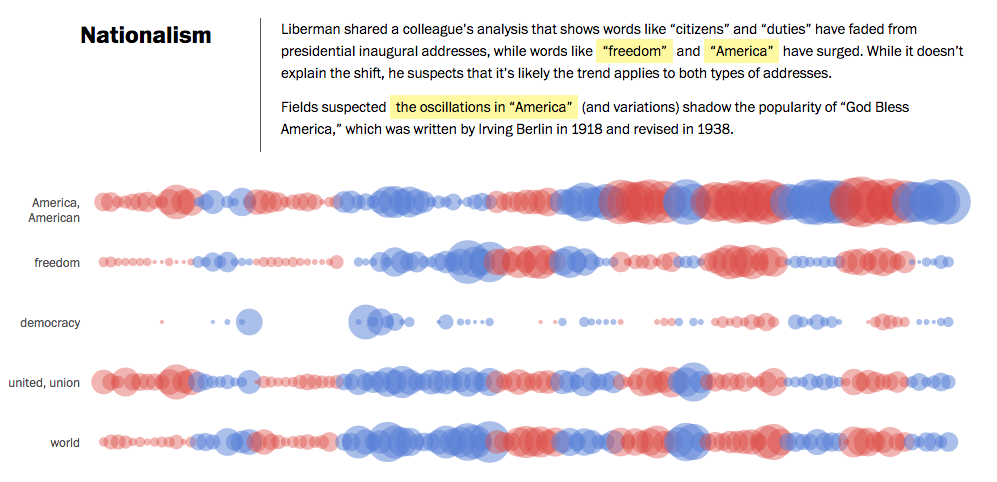 Nationalism
Liberman shared a colleague’s analysis that shows words like “citizens” and “duties” have faded from
presidential inaugural addresses, while words like “freedom” and “America” have surged. While it doesn’t
explain the shift, he suspects that it’s likely the trend applies to both types of addresses.
Fields suspected the oscillations in “America” (and variations) shadow the popularity of “God Bless
America,” which was written by Irving Berlin in 1918 and revised in 1938.
America,
American
freedom
democracy
united, union
world